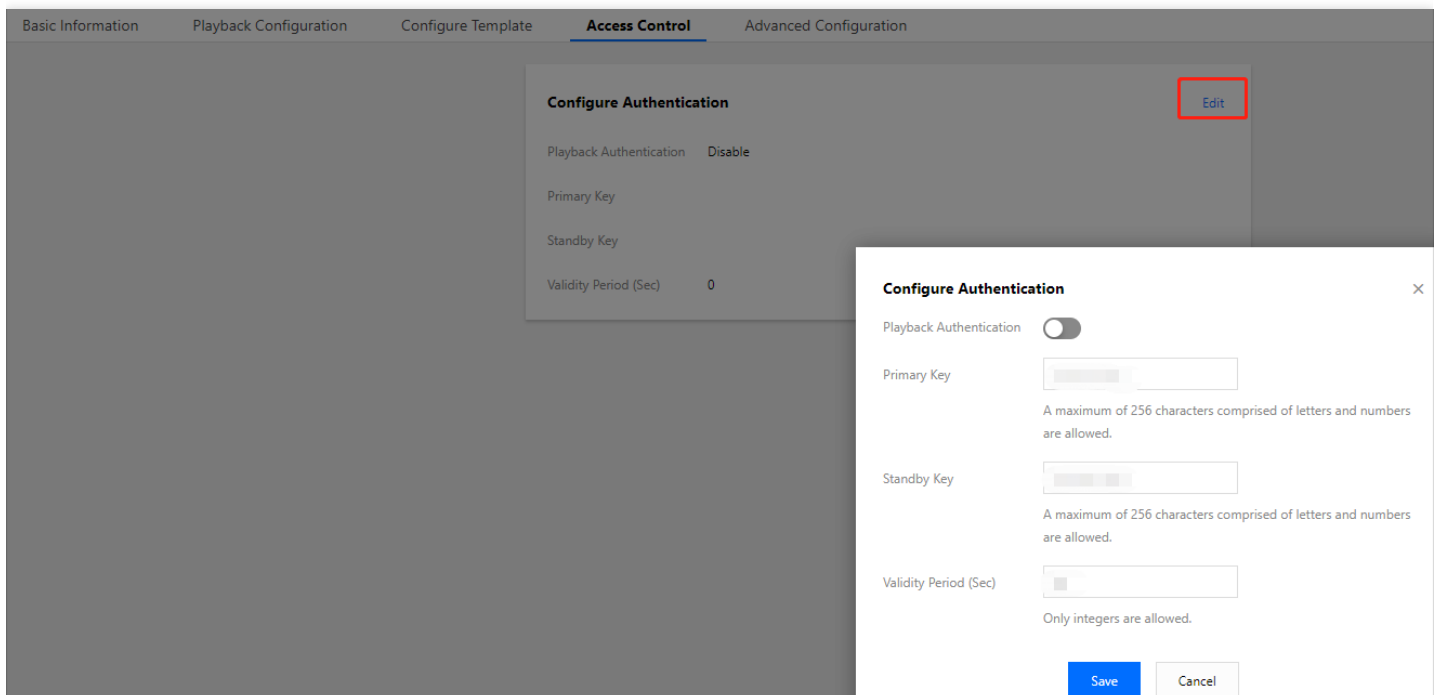 Basic Information Playback Configuration Configure Template Access Control Advanced Configuration
Configure Authentication Edit
Playback Authentication Disable
Primary Key
Standby Key
Validity Period (Sec) 0
Configure Authentication ×
Playback Authentication
Primary Key
A maximum of 256 characters comprised of letters and numbers
are allowed.
Standby Key
A maximum of 256 characters comprised of letters and numbers
are allowed.
Validity Period (Sec)
Only integers are allowed.
Save Cancel